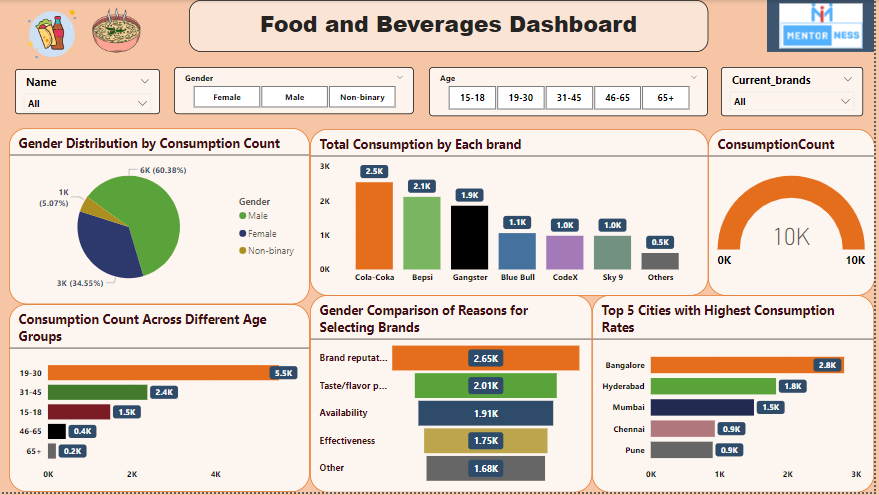 Food and Beverages Dashboard
MENTOR NESS
Name
All
Gender
Female Male Non-binary
Age
15-18 19-30 31-45 46-65 65+
Current_brands
All
Gender Distribution by Consumption Count
6K (60.38%)
1K
(5.07%)
3K (34.55%)
Gender
Male
Female
Non-binary
Total Consumption by Each brand
3K
2K
1K
0K
2.5K
2.1K
1.9K
1.1K
1.0K
1.0K
0.5K
Cola-Coka Bepsi Gangster Blue Bull CodeX Sky 9 Others
ConsumptionCount
10K
0K 10K
Consumption Count Across Different Age
Groups
19-30 5.5K
31-45 2.4K
15-18 1.5K
46-65 0.4K
65+ 0.2K
0K 2K 4K
Gender Comparison of Reasons for
Selecting Brands
Brand reputat... 2.65K
Taste/flavor p... 2.01K
Availability 1.91K
Effectiveness 1.75K
Other 1.68K
Top 5 Cities with Highest Consumption
Rates
Bangalore 2.8K
Hyderabad 1.8K
Mumbai 1.5K
Chennai 0.9K
Pune 0.9K
0K 1K 2K 3K